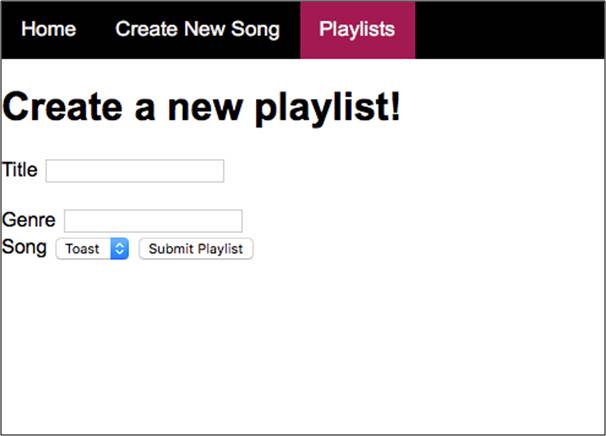 Home Create New Song Playlists
Create a new playlist!
Title
Genre
Song Toast Submit Playlist